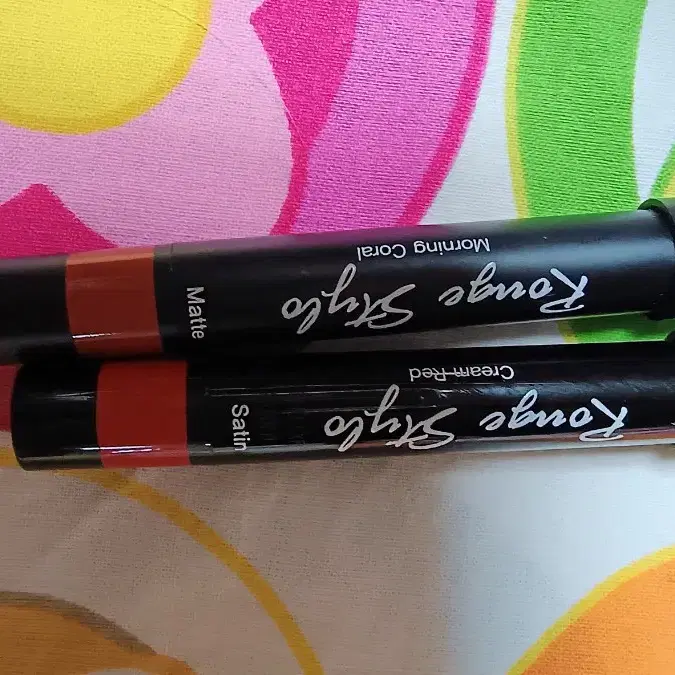 Morning Coral
Rouge Stylo
Matte
Cream Red
Rouge Stylo
Satin